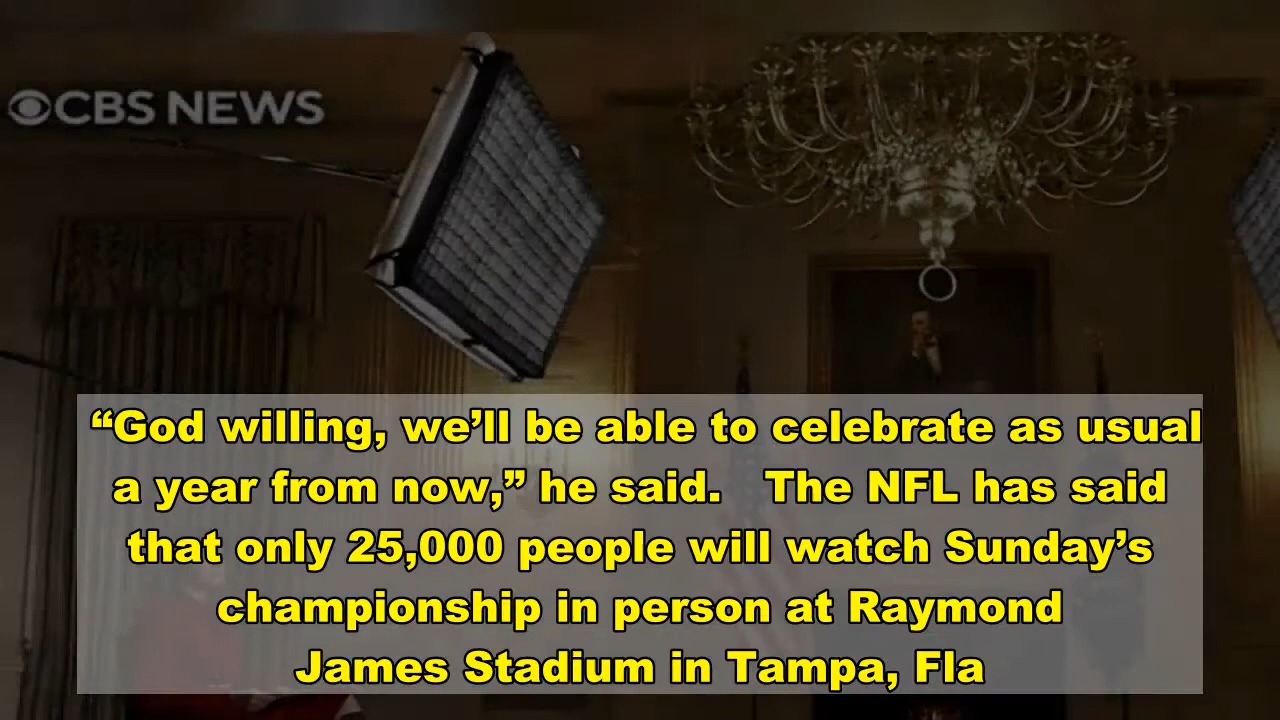 CBS NEWS
“God willing, we’ll be able to celebrate as usual
a year from now,” he said.   The NFL has said
that only 25,000 people will watch Sunday’s
championship in person at Raymond
James Stadium in Tampa, Fla